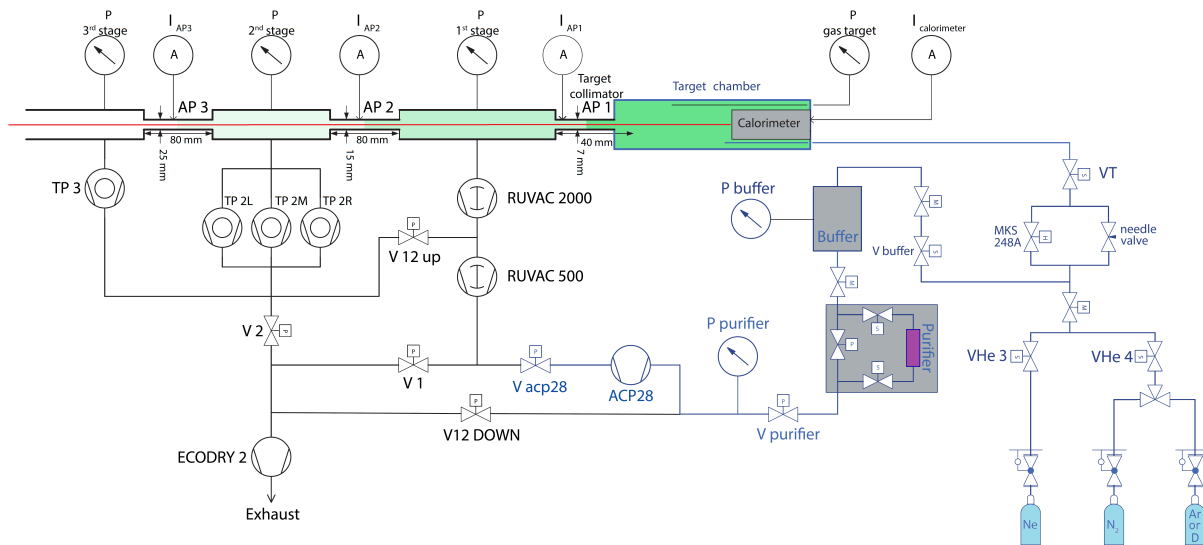 P
3rd stage
I AP3
P
2nd stage
I AP2
P
1st stage
I AP1
P
gas target
I calorimeter
A
A
A
A
Target
collimator
Target chamber
AP 3
AP 2
AP 1
Calorimeter
80 mm
80 mm
40 mm
25 mm
15 mm
7 mm
TP 3
TP 2L
TP 2M
TP 2R
RUVAC 2000
P
V 12 up
RUVAC 500
P buffer
Buffer
M
S
V buffer
S
VT
MKS
248A
H
needle
valve
M
M
V 2
P
P
V 1
P
V acp28
ACP28
P purifier
S
P
S
Purifier
VHe 3
S
VHe 4
S
P
V12 DOWN
P
V purifier
ECODRY 2
Exhaust
Ne
N2
Ar
or
D